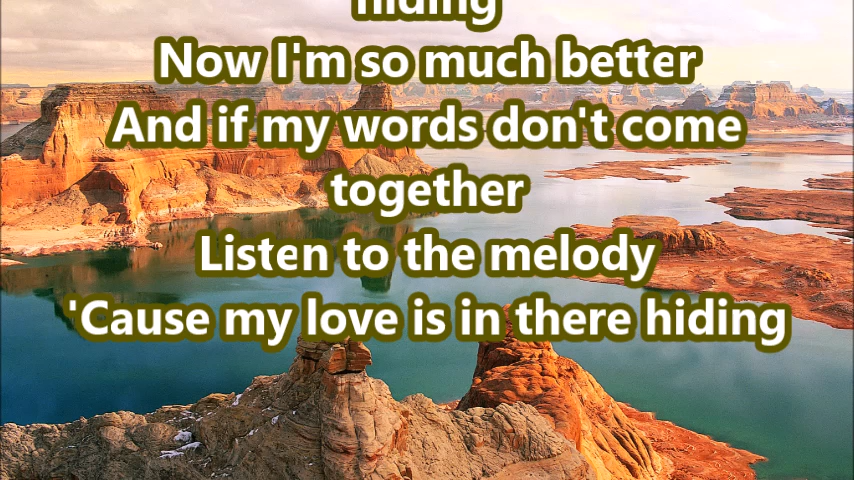 hiding
Now I'm so much better
And if my words don't come
together
Listen to the melody
'Cause my love is in there hiding